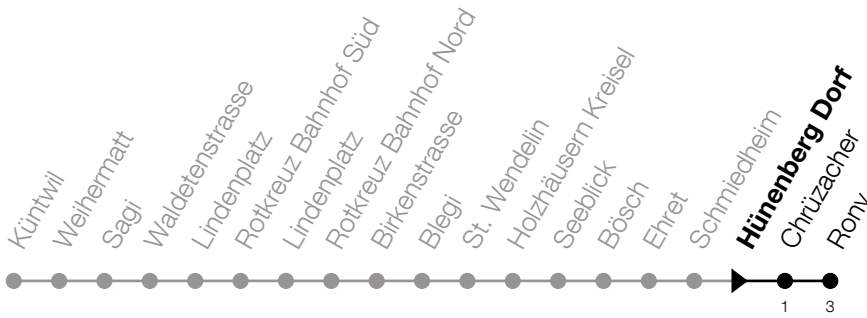 Küntwil
Weihermatt
Sagi
Waldetenstrasse
Lindenplatz
Rotkreuz Bahnhof Süd
Lindenplatz
Rotkreuz Bahnhof Nord
Birkenstrasse
Blegi
St. Wendelin
Holzhäusern Kreisel
Seeblick
Bösch
Ehret
Schmiedheim
Hünenberg Dorf
Chrüzacher
Rony
1
3